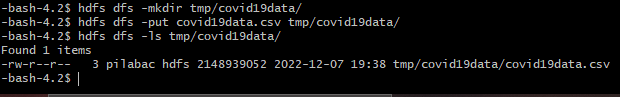 -bash-4.2$ hdfs dfs -mkdir tmp/covid19data/
-bash-4.2$ hdfs dfs -put covid19data.csv tmp/covid19data/
-bash-4.2$ hdfs dfs -ls tmp/covid19data/
Found 1 items
-rw-r--r--   3 pilabac hdfs 2148939052 2022-12-07 19:38 tmp/covid19data/covid19data.csv
-bash-4.2$